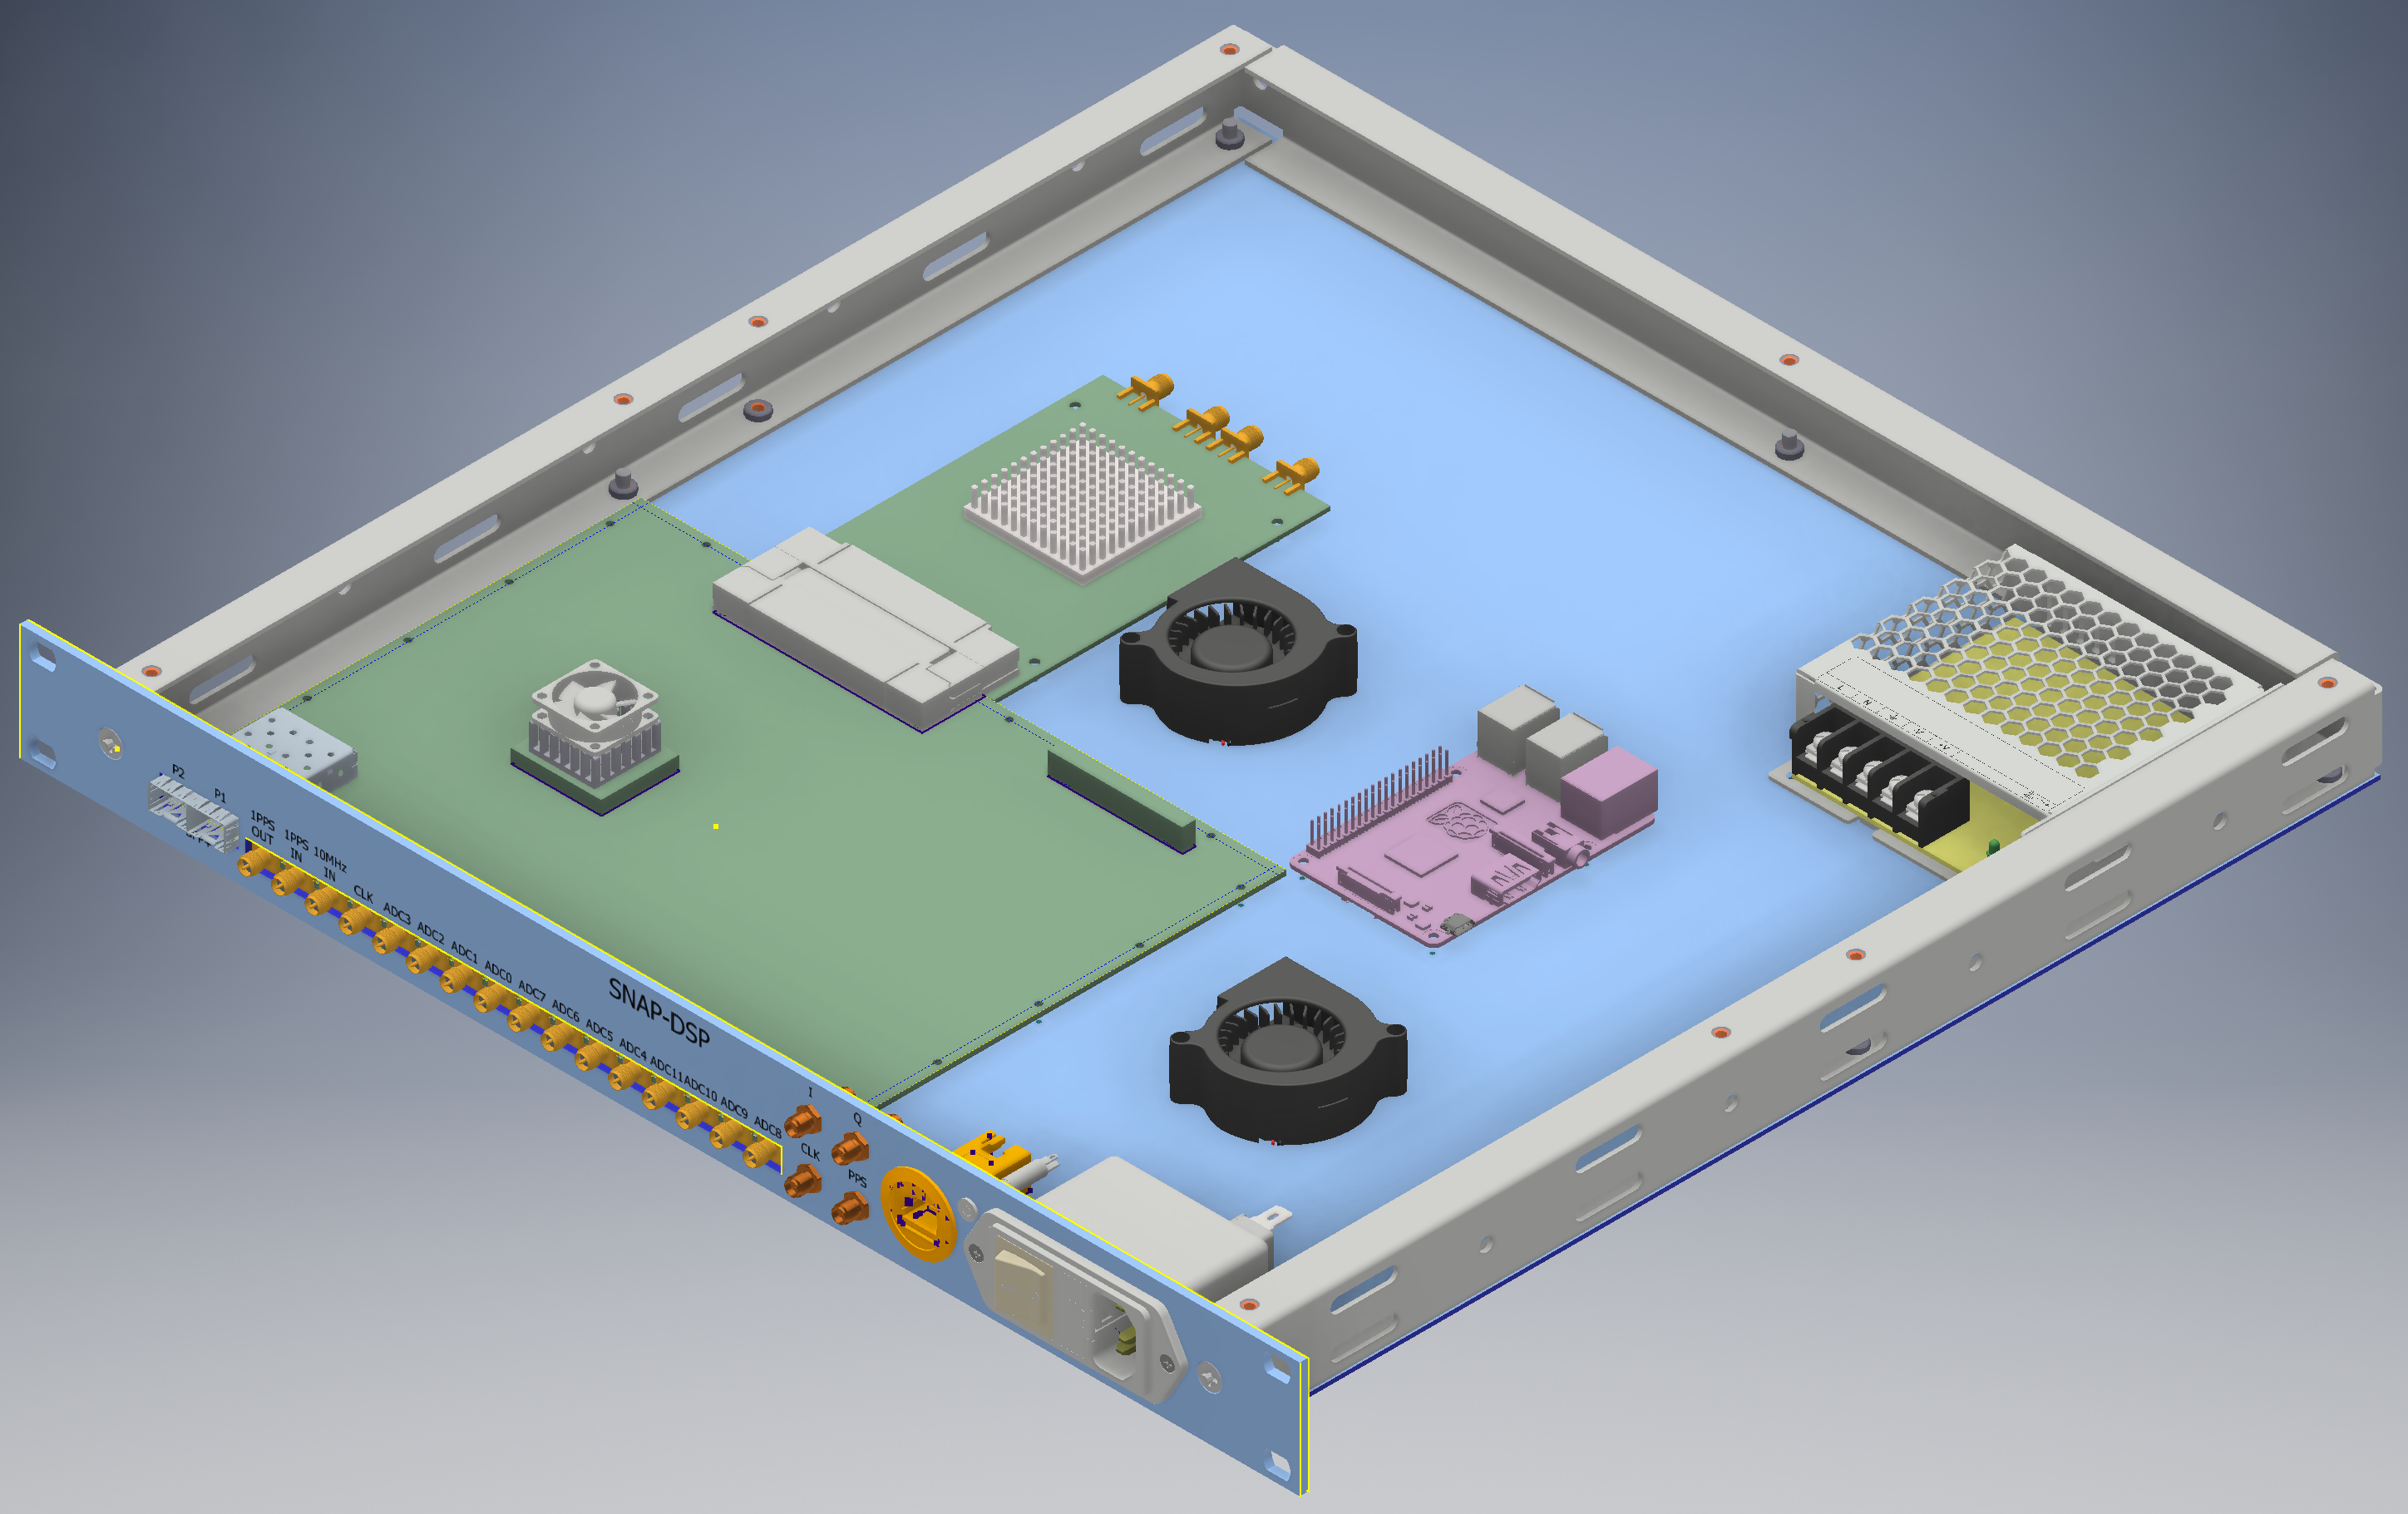 P2
P1
1PPS
OUT
1PPS
IN
10MHz
IN
CLK
ADC3
ADC2
ADC1
ADC0
ADC7
ADC6
ADC5
ADC4
ADC11
ADC10
ADC9
ADC8
SNAP-DSP
I
Q
CLK
PPS